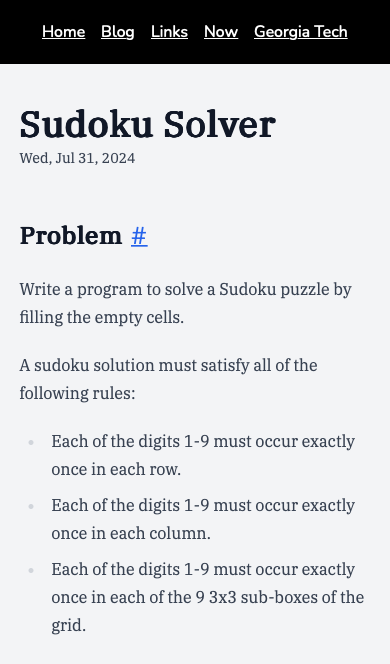 Home Blog Links Now Georgia Tech
Sudoku Solver
Wed, Jul 31, 2024
Problem #
Write a program to solve a Sudoku puzzle by
filling the empty cells.
A sudoku solution must satisfy all of the
following rules:
Each of the digits 1-9 must occur exactly
once in each row.
Each of the digits 1-9 must occur exactly
once in each column.
Each of the digits 1-9 must occur exactly
once in each of the 9 3x3 sub-boxes of the
grid.